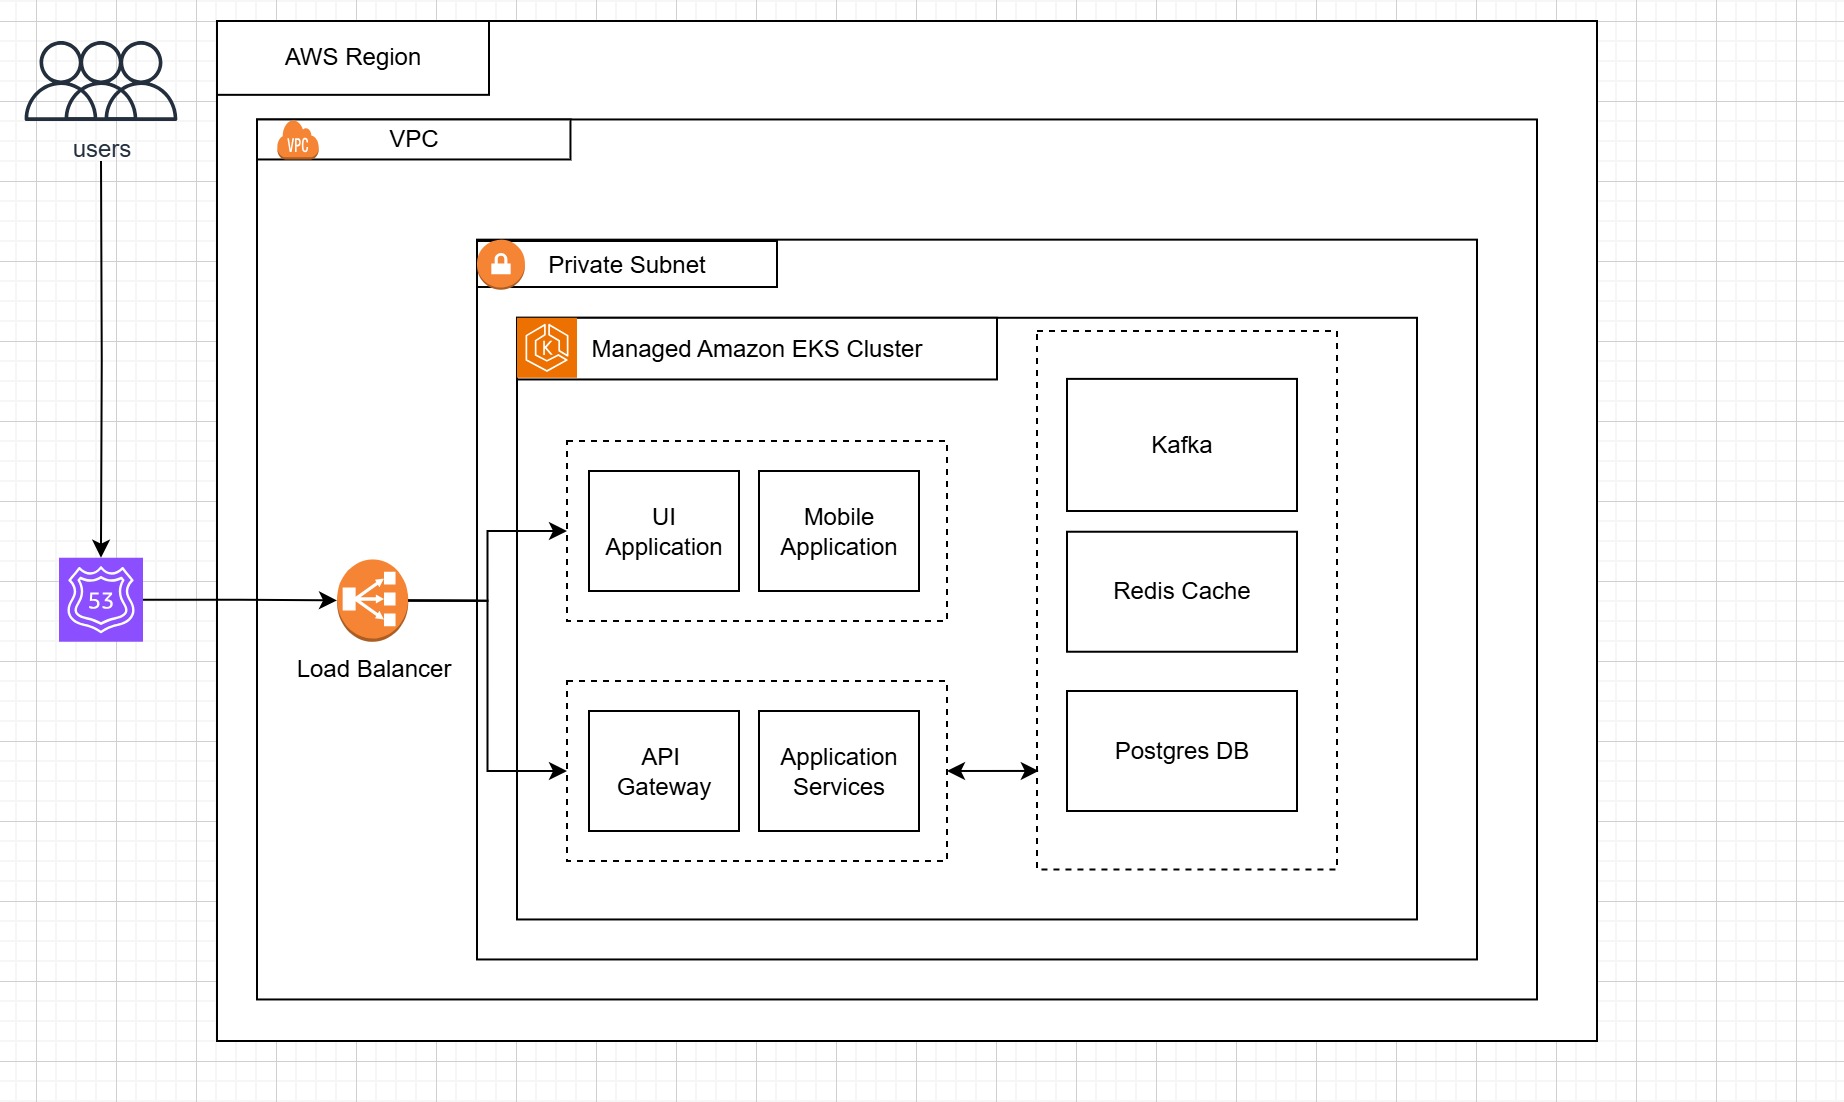 AWS Region
users
VPC
VPC
Private Subnet
K
Managed Amazon EKS Cluster
Kafka
UI
Application
Mobile
Application
Redis Cache
53
Load Balancer
API
Gateway
Application
Services
Postgres DB